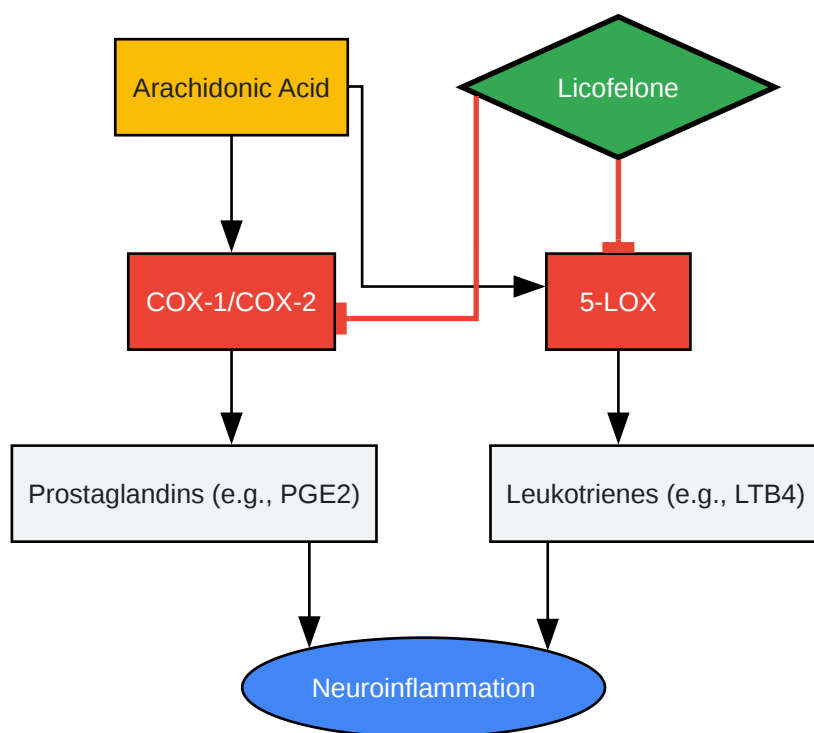 Arachidonic Acid
Licofelone
COX-1/COX-2
5-LOX
Prostaglandins (e.g., PGE2)
Leukotrienes (e.g., LTB4)
Neuroinflammation